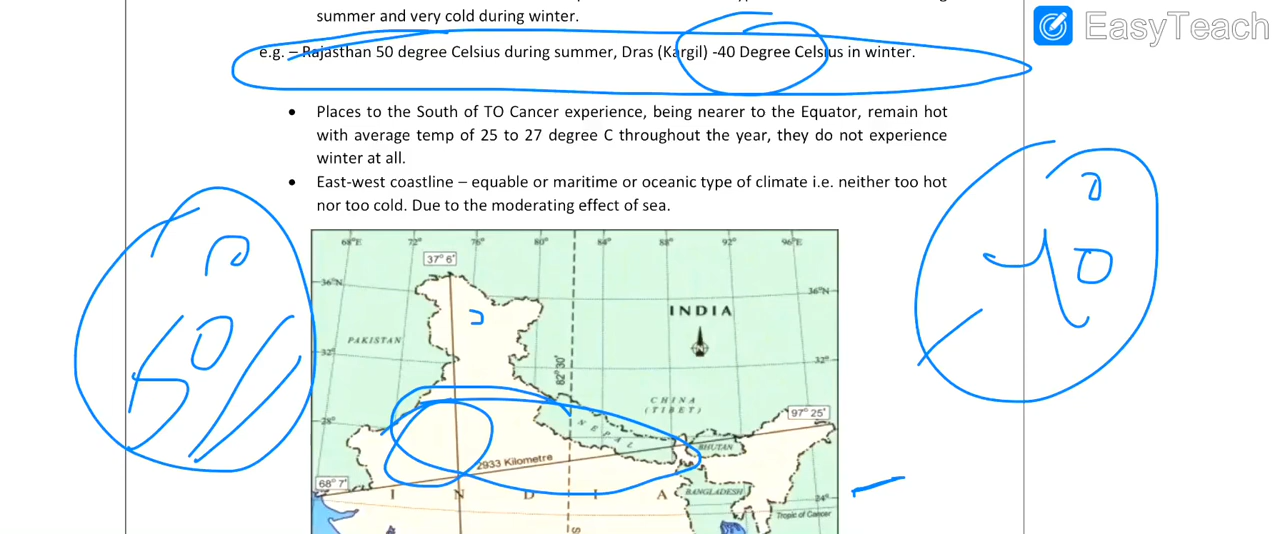 summer and very cold during winter.
EasyTeach
e.g. – Rajasthan 50 degree Celsius during summer, Dras (Kargil) -40 Degree Celsius in winter.
• Places to the South of TO Cancer experience, being nearer to the Equator, remain hot
with average temp of 25 to 27 degree C throughout the year, they do not experience
winter at all.
• East-west coastline – equable or maritime or oceanic type of climate i.e. neither too hot
nor too cold. Due to the moderating effect of sea.
68°E 72° 76° 80° 84° 88° 92° 96°E
37° 6'
36°N 36°N
INDIA
PAKISTAN
32° 32°
82° 30'
CHINA
(TIBET)
50
-40
28°
NEPAL
97° 25'
BHUTAN
2933 Kilometre
68° 7'
I N D I A
BANGLADESH
24°
Tropic of Cancer
S